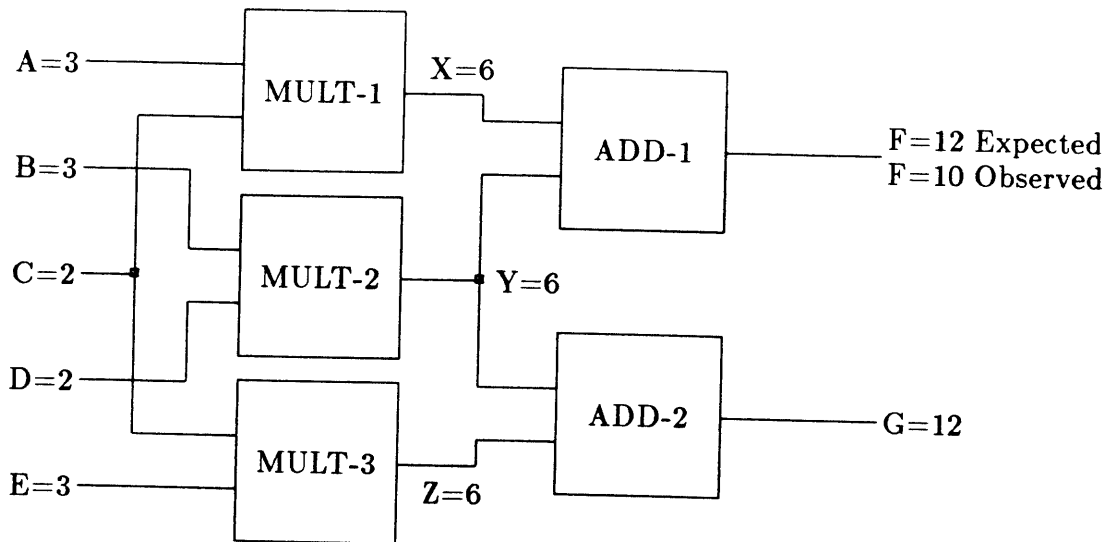 A=3
MULT-1
X=6
ADD-1
F=12 Expected
F=10 Observed
B=3
C=2
MULT-2
Y=6
D=2
E=3
MULT-3
Z=6
ADD-2
G=12